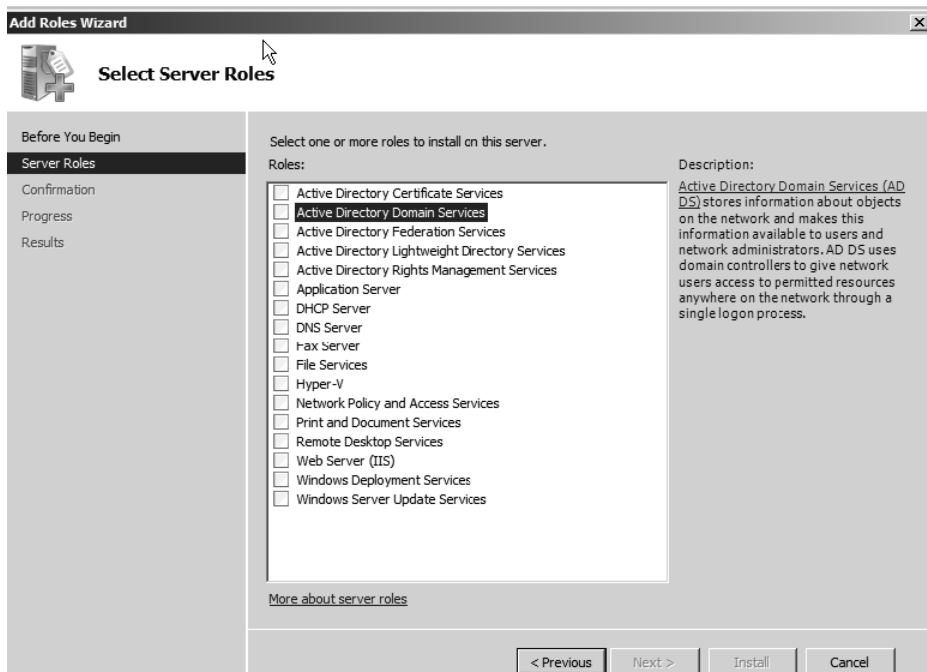 Add Roles Wizard
Select Server Roles
Before You Begin
Server Roles
Confirmation
Progress
Results
Select one or more roles to install on this server.
Roles:
Active Directory Certificate Services
Active Directory Domain Services
Active Directory Federation Services
Active Directory Lightweight Directory Services
Active Directory Rights Management Services
Application Server
DHCP Server
DNS Server
Fax Server
File Services
Hyper-V
Network Policy and Access Services
Print and Document Services
Remote Desktop Services
Web Server (IIS)
Windows Deployment Services
Windows Server Update Services
More about server roles
Description:
Active Directory Domain Services (AD
DS) stores information about objects
on the network and makes this
information available to users and
network administrators. AD DS uses
domain controllers to give network
users access to permitted resources
anywhere on the network through a
single logon process.
< Previous
Next >
Install
Cancel